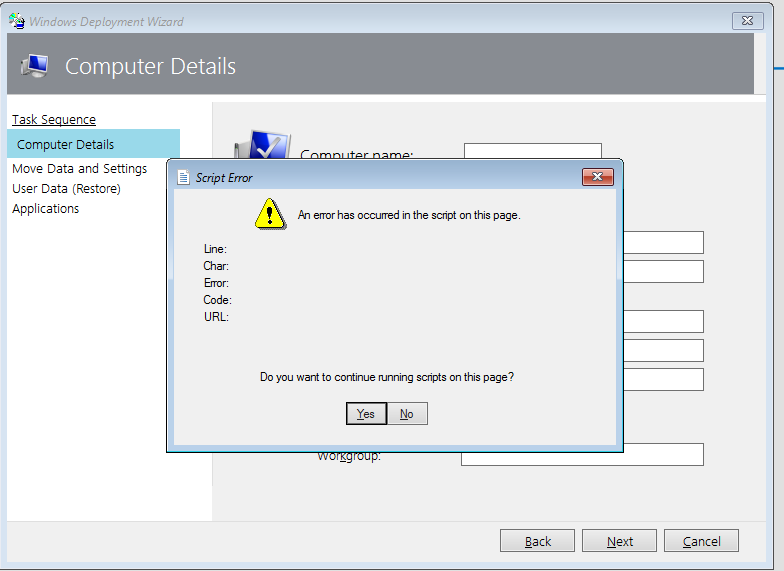 Windows Deployment Wizard
Computer Details
Task Sequence
Computer Details
Move Data and Settings
User Data (Restore)
Applications
Computer name:
Script Error
An error has occurred in the script on this page.
Line:
Char:
Error:
Code:
URL:
Do you want to continue running scripts on this page?
Yes No
Workgroup:
Back Next Cancel